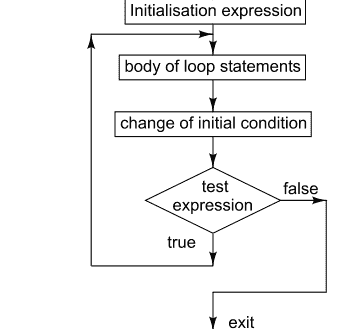 Initialisation expression
body of loop statements
change of initial condition
test
expression
false
true
exit